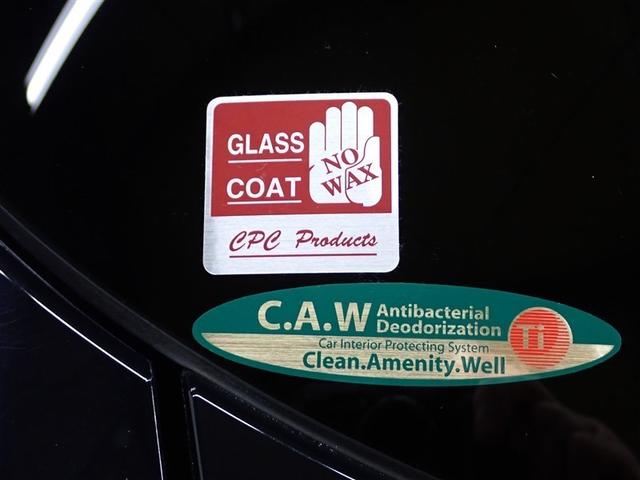 GLASS
COAT
NO
WAX
CPC Products
C.A.W Antibacterial
Deodorization
Ti
Car Interior Protecting System
Clean.Amenity.Well